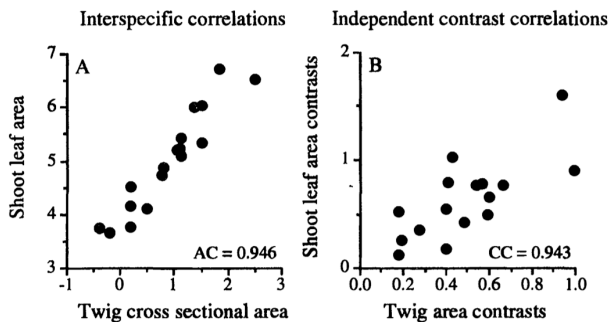 Interspecific correlations
Independent contrast correlations
A
Shoot leaf area
7
6
5
4
3
-1 0 1 2 3
AC = 0.946
Twig cross sectional area
B
Shoot leaf area contrasts
2
1
0
0.0 0.2 0.4 0.6 0.8 1.0
CC = 0.943
Twig area contrasts